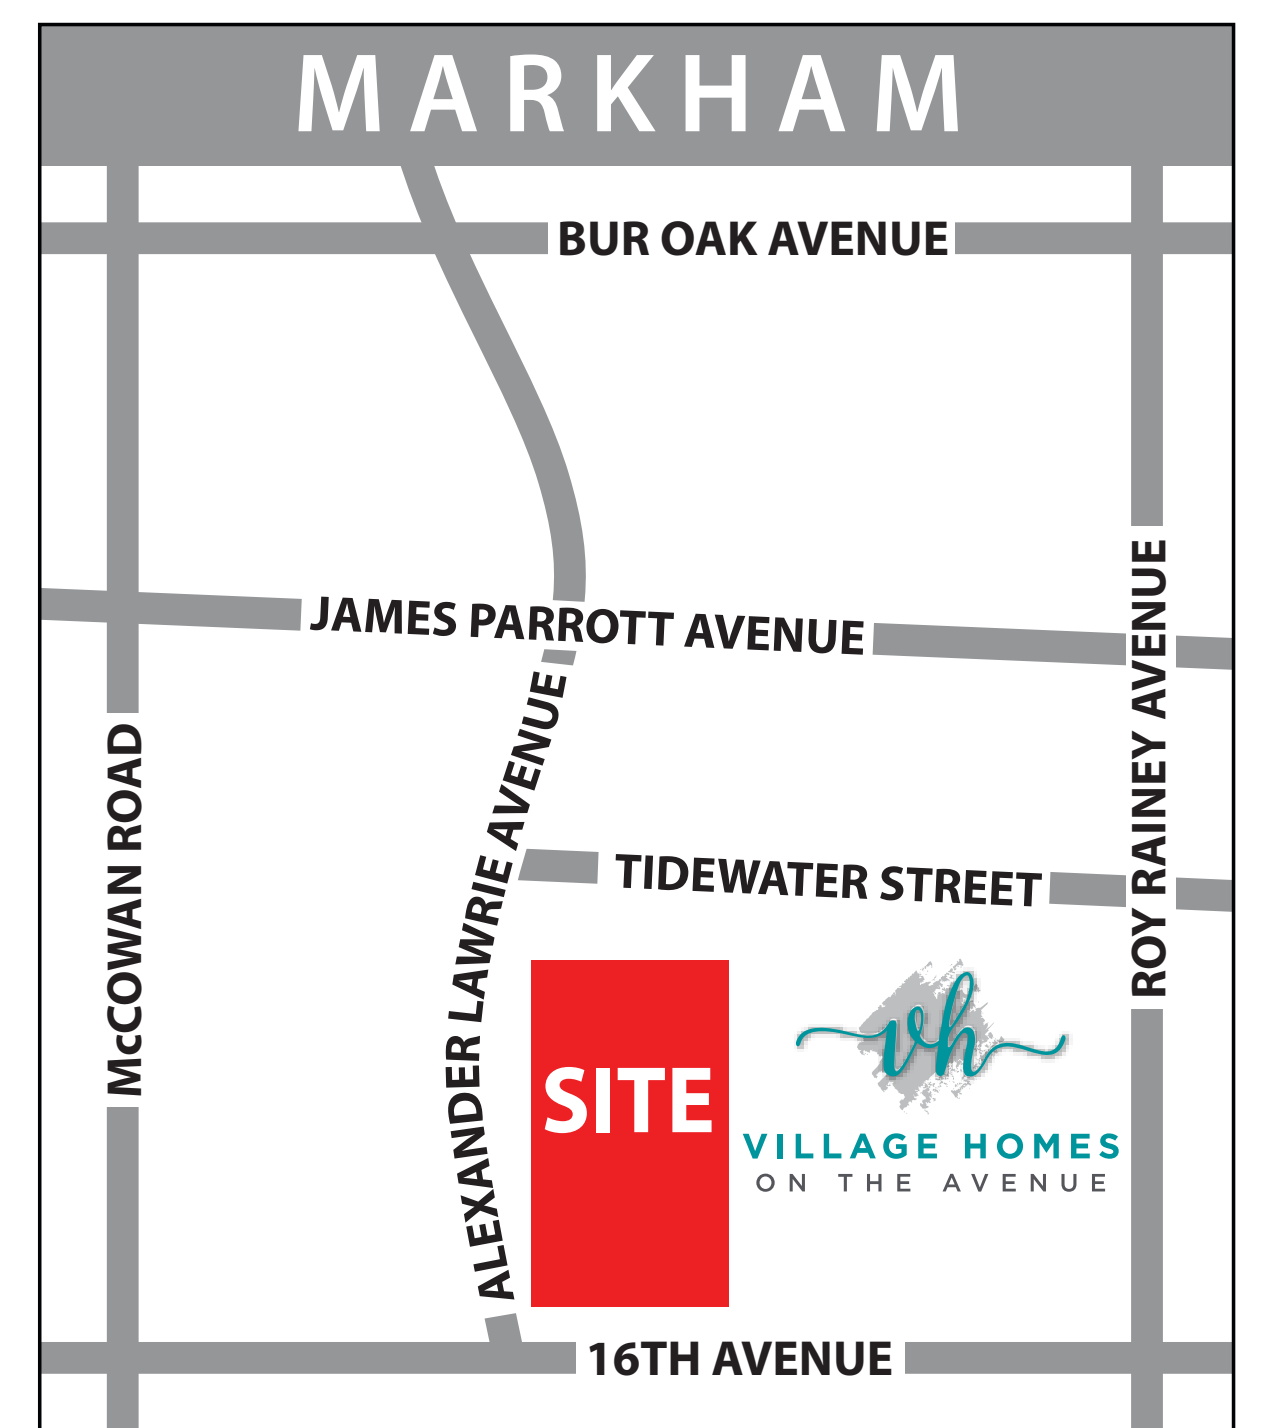 MARKHAM
BUR OAK AVENUE
JAMES PARROTT AVENUE
ROY RAINEY AVENUE
McCOWAN ROAD
ALEXANDER LAWRIE AVENUE
TIDEWATER STREET
SITE
vh
VILLAGE HOMES
ON THE AVENUE
16TH AVENUE